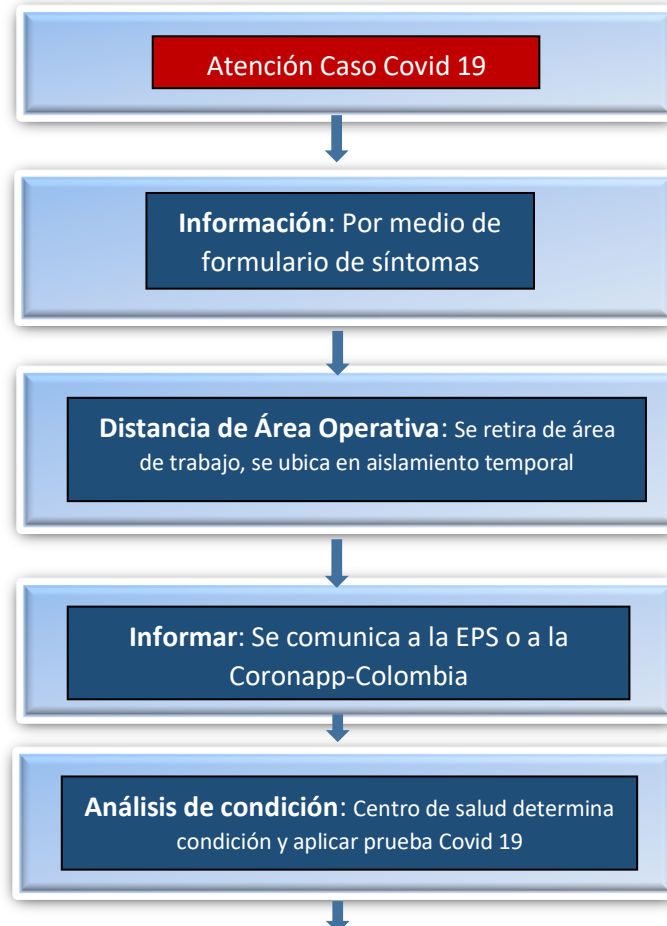 Atención Caso Covid 19
Información: Por medio de
formulario de síntomas
Distancia de Área Operativa: Se retira de área
de trabajo, se ubica en aislamiento temporal
Informar: Se comunica a la EPS o a la
Coronapp-Colombia
Análisis de condición: Centro de salud determina
condición y aplicar prueba Covid 19